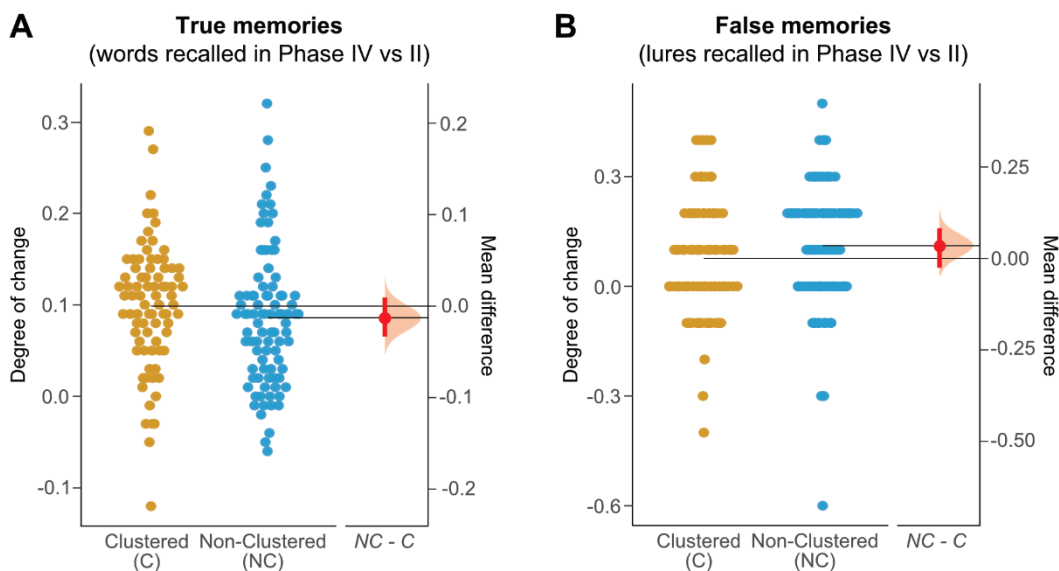 A
True memories
(words recalled in Phase IV vs II)
Degree of change
0.3
0.2
0.1
0.0
-0.1
0.2
0.1
0.0
-0.1
-0.2
Mean difference
Clustered
(C)
Non-Clustered
(NC)
NC - C
B
False memories
(lures recalled in Phase IV vs II)
Degree of change
0.3
0.0
-0.3
-0.6
0.25
0.00
-0.25
-0.50
Mean difference
Clustered
(C)
Non-Clustered
(NC)
NC - C